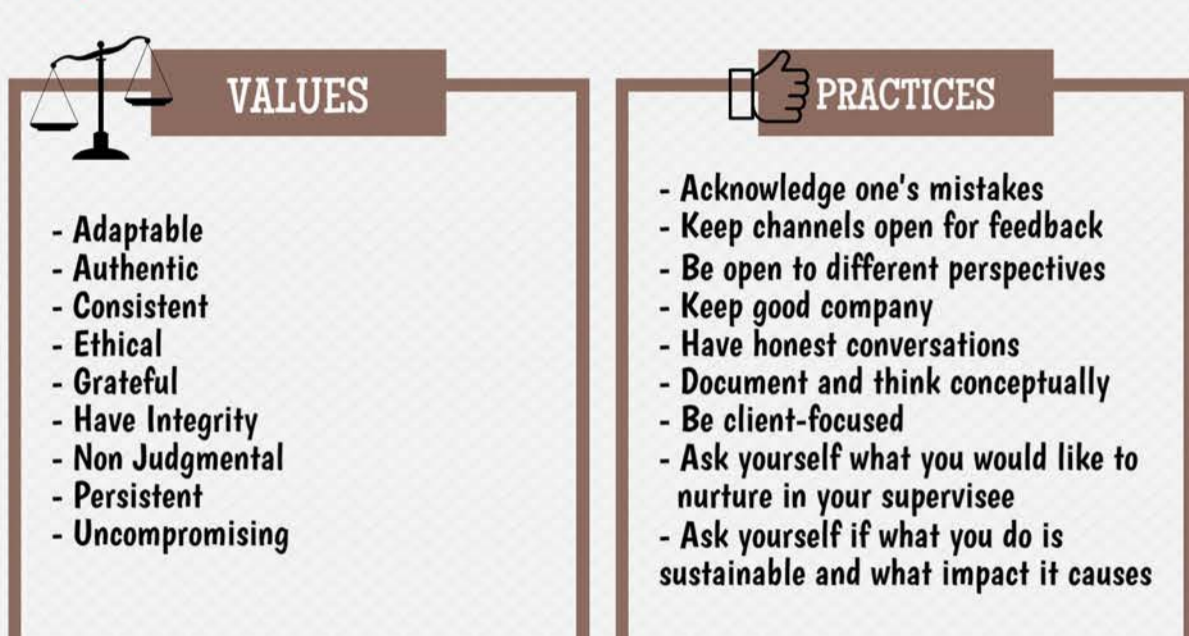 VALUES
- Adaptable
- Authentic
- Consistent
- Ethical
- Grateful
- Have Integrity
- Non Judgmental
- Persistent
- Uncompromising
PRACTICES
- Acknowledge one's mistakes
- Keep channels open for feedback
- Be open to different perspectives
- Keep good company
- Have honest conversations
- Document and think conceptually
- Be client-focused
- Ask yourself what you would like to
nurture in your supervisee
- Ask yourself if what you do is
sustainable and what impact it causes